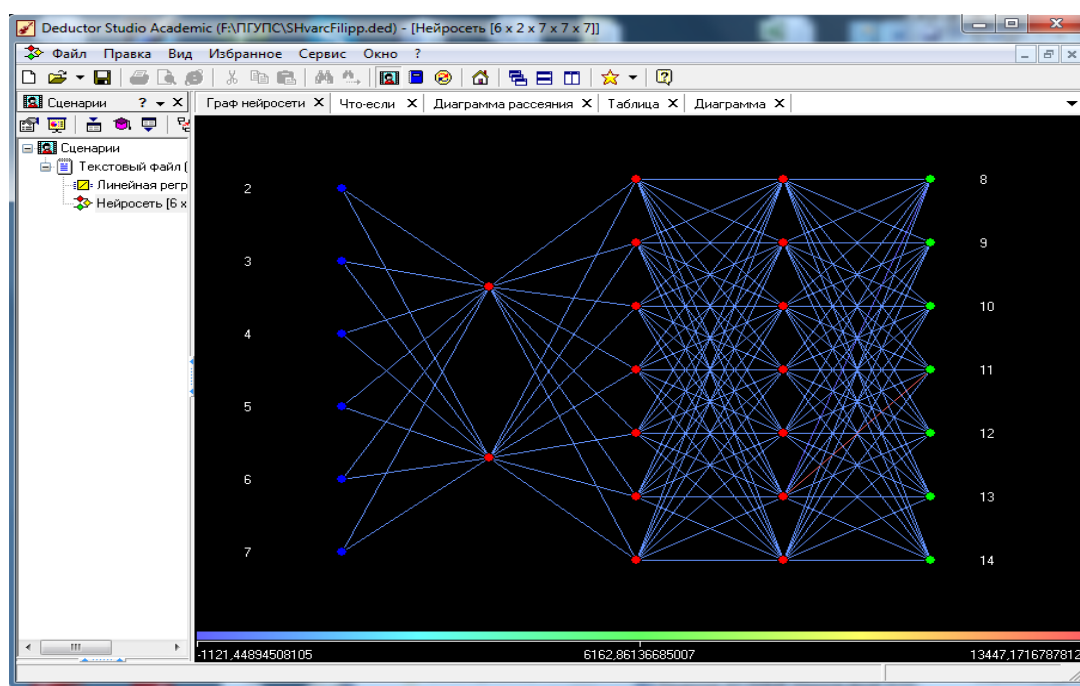 Deductor Studio Academic (F:\ПГУПС\SHvarcFilipp.ded) - [Нейросеть [6 x 2 x 7 x 7 x 7]]
Файл Правка Вид Избранное Сервис Окно ?
Сценарии ?
Граф нейросети X Что-если X Диаграмма рассеяния X Таблица X Диаграмма X
Сценарии
Текстовый файл (
Линейная регр
Нейросеть [6 x
2
3
4
5
6
7
8
9
10
11
12
13
14
-1121,44894508105 6162,86136685007 13447,1716787812